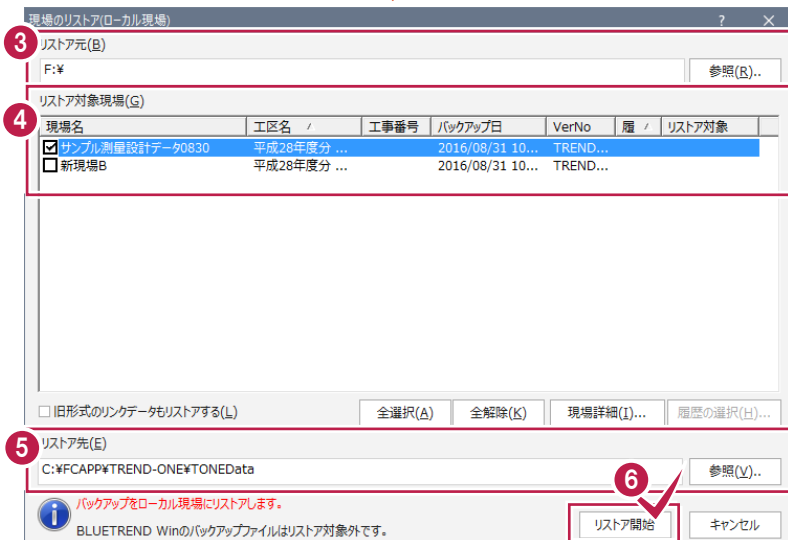 現場のリストア(ローカル現場) ? ×
3 リストア元(B)
F:¥ 参照(R)..
4 リストア対象現場(G)
現場名 工区名 工事番号 バックアップ日 VerNo 履 リストア対象
サンプル測量設計データ0830 平成28年度分 ... 2016/08/31 10... TREND...
新現場B 平成28年度分 ... 2016/08/31 10... TREND...
旧形式のリンクデータもリストアする(L) 全選択(A) 全解除(K) 現場詳細(I)... 履歴の選択(H)...
5 リストア先(E)
C:¥FCAPP¥TREND-ONE¥TONEData 参照(V)..
6
バックアップをローカル現場にリストアします。
BLUETREND Winのバックアップファイルはリストア対象外です。
リストア開始 キャンセル